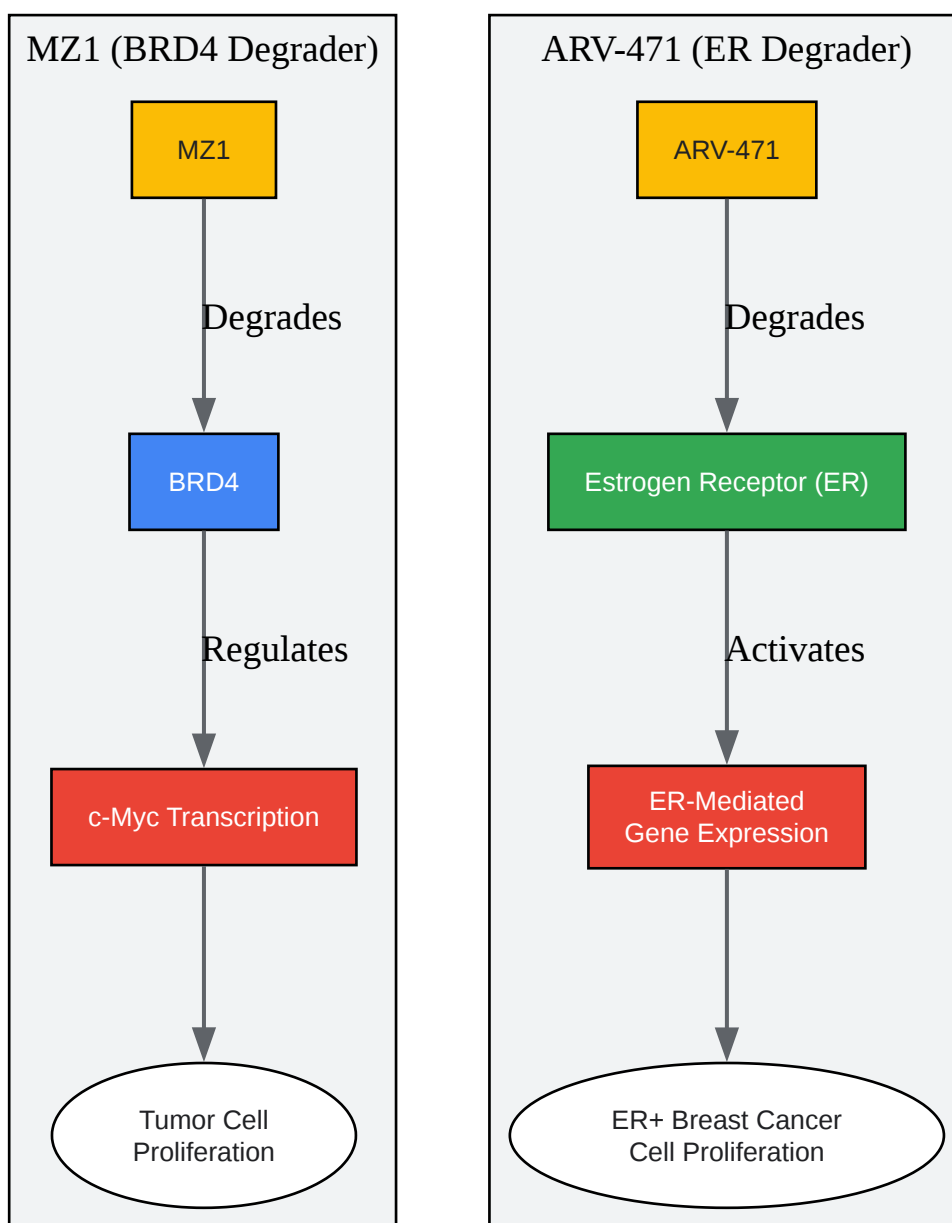 MZ1 (BRD4 Degrader)
MZ1
Degrades
BRD4
Regulates
c-Myc Transcription
Tumor Cell
Proliferation
ARV-471 (ER Degrader)
ARV-471
Degrades
Estrogen Receptor (ER)
Activates
ER-Mediated
Gene Expression
ER+ Breast Cancer
Cell Proliferation